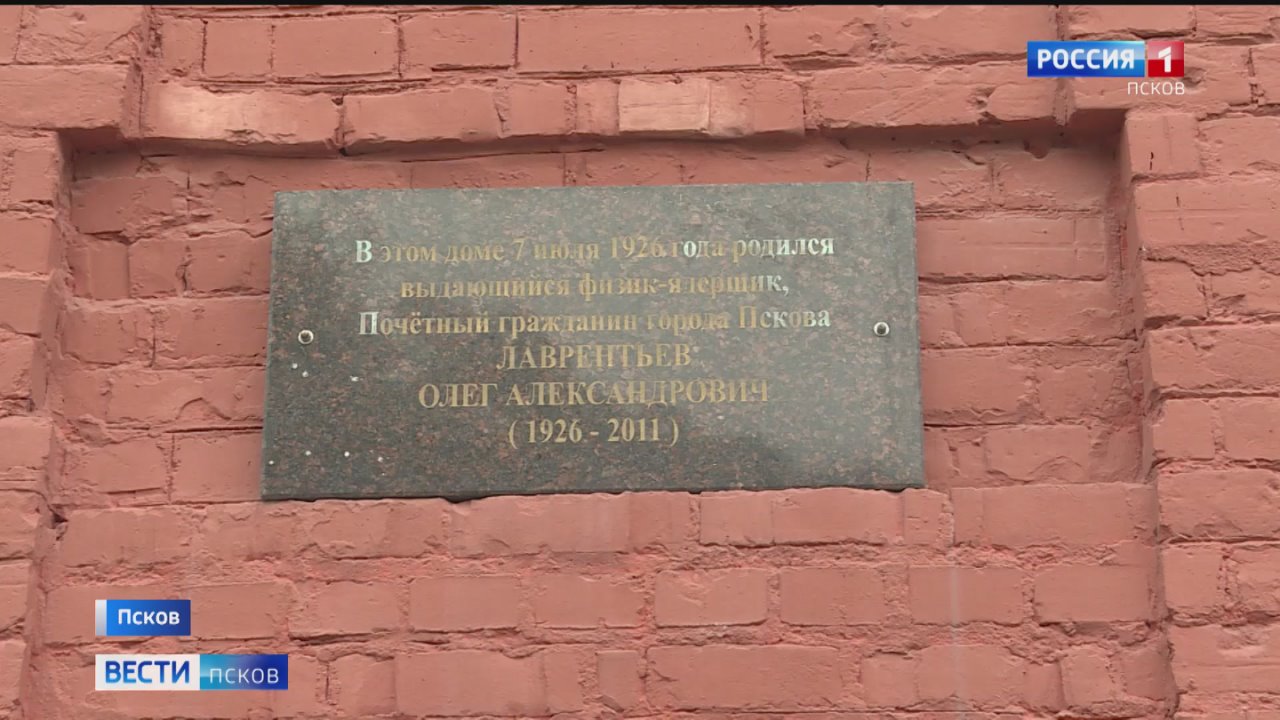 РОССИЯ 1
ПСКОВ
В этом доме 7 июля 1926 года родился
выдающийся физик-ядерщик,
Почётный гражданин города Пскова
ЛАВРЕНТЬЕВ
ОЛЕГ АЛЕКСАНДРОВИЧ
( 1926 - 2011 )
Псков
ВЕСТИ ПСКОВ